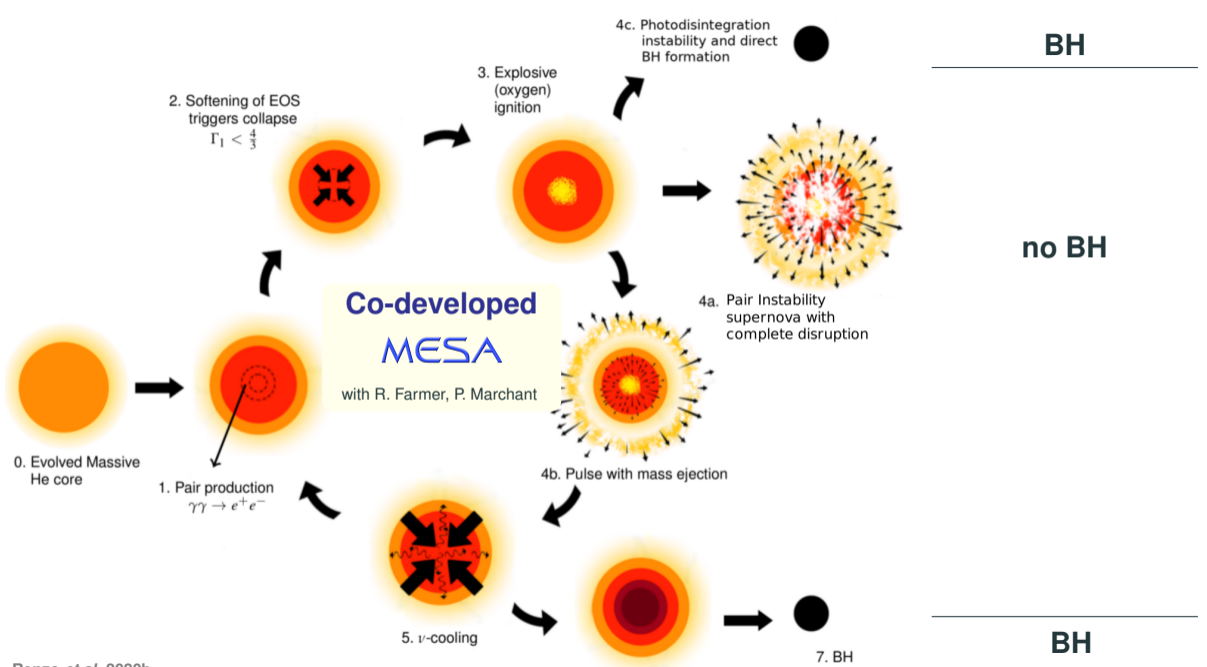 4c. Photodisintegration
instability and direct
BH formation
BH
3. Explosive
(oxygen)
ignition
2. Softening of EOS
triggers collapse
Γ₁ < 4/3
no BH
Co-developed
MESA
with R. Farmer, P. Marchant
4a. Pair Instability
supernova with
complete disruption
0. Evolved Massive
He core
1. Pair production
γγ → e⁺e⁻
4b. Pulse with mass ejection
5. ν-cooling
7. BH
BH